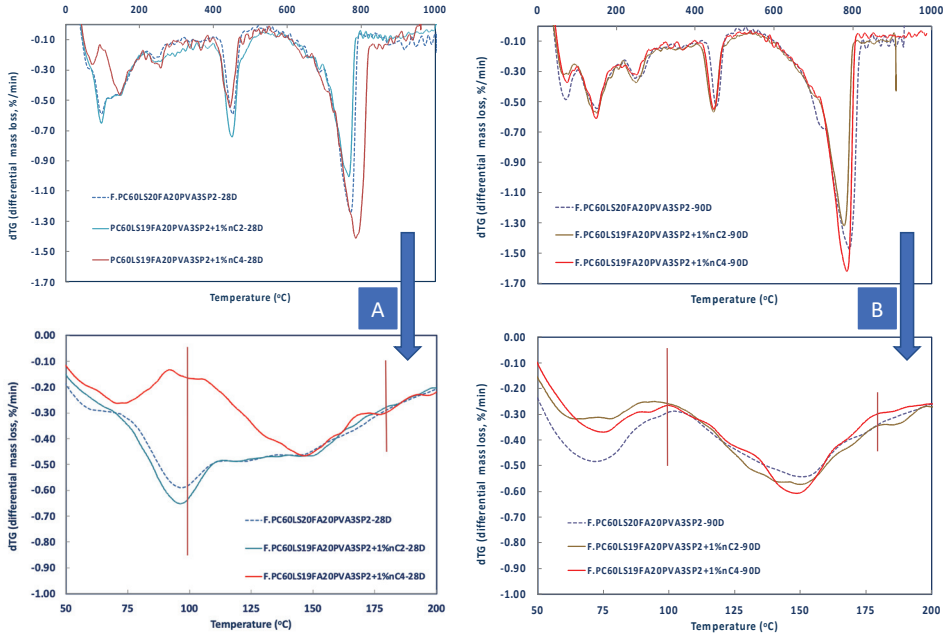 0 200 400 600 800 1000
-0.10
-0.30
-0.50
-0.70
-0.90
-1.10
-1.30
-1.50
-1.70
dTG (differential mass loss, %/min)
F.PC60LS20FA20PVA3SP2-28D
PC60LS19FA20PVA3SP2+1%nC2-28D
PC60LS19FA20PVA3SP2+1%nC4-28D
Temperature (°C)
A
0 200 400 600 800 1000
-0.10
-0.30
-0.50
-0.70
-0.90
-1.10
-1.30
-1.50
-1.70
dTG (differential mass loss, %/min)
F.PC60LS20FA20PVA3SP2-90D
F.PC60LS19FA20PVA3SP2+1%nC2-90D
F.PC60LS19FA20PVA3SP2+1%nC4-90D
Temperature (°C)
B
0.00
-0.10
-0.20
-0.30
-0.40
-0.50
-0.60
-0.70
-0.80
-0.90
-1.00
dTG (differential mass loss, %/min)
F.PC60LS20FA20PVA3SP2-28D
F.PC60LS19FA20PVA3SP2+1%nC2-28D
F.PC60LS19FA20PVA3SP2+1%nC4-28D
50 75 100 125 150 175 200
Temperature (°C)
0.00
-0.10
-0.20
-0.30
-0.40
-0.50
-0.60
-0.70
-0.80
-0.90
-1.00
dTG (differential mass loss, %/min)
F.PC60LS20FA20PVA3SP2-90D
F.PC60LS19FA20PVA3SP2+1%nC2-90D
F.PC60LS19FA20PVA3SP2+1%nC4-90D
50 75 100 125 150 175 200
Temperature (°C)